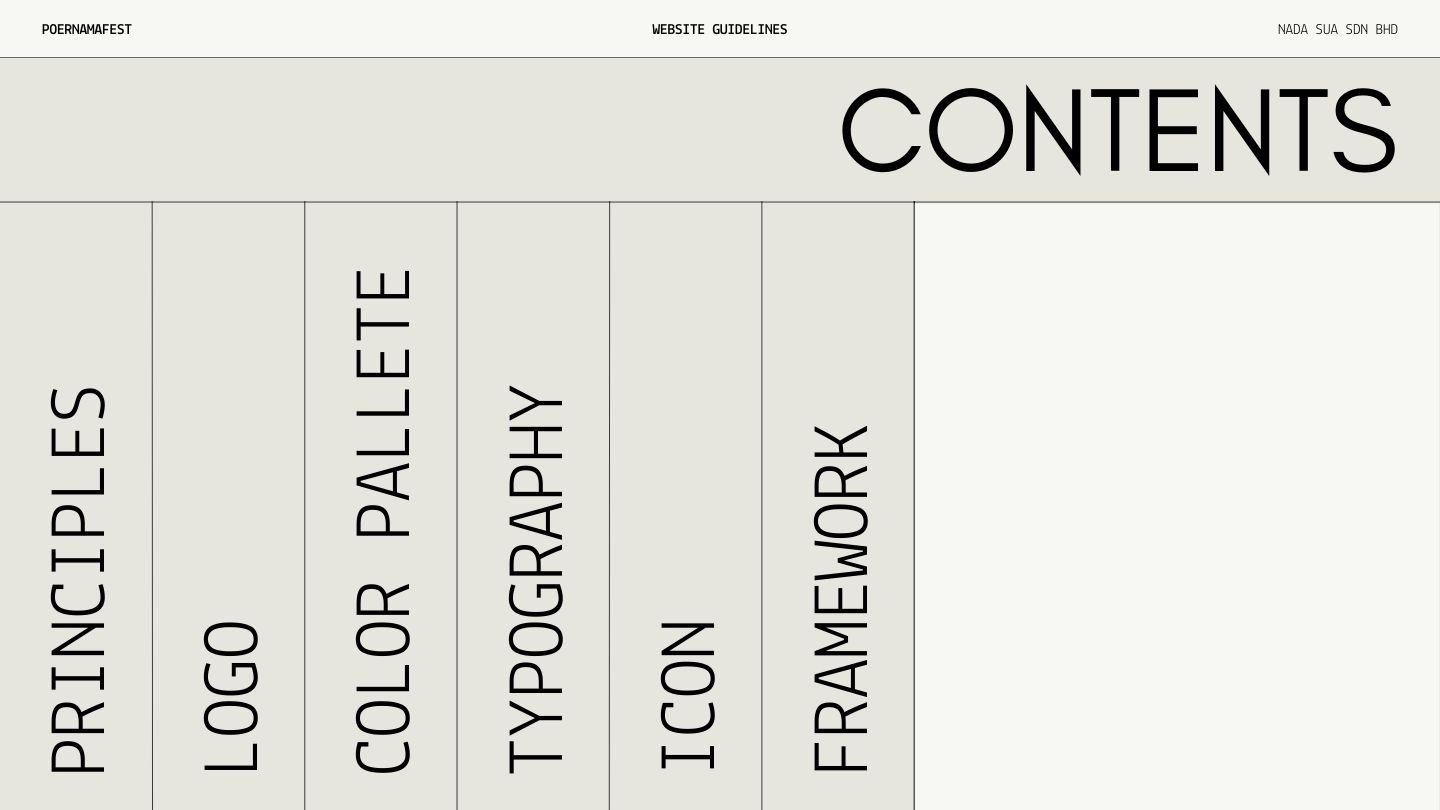 POERNAMAFEST
WEBSITE GUIDELINES
NADA SUA SDN BHD
CONTENTS
PRINCIPLES
LOGO
COLOR PALLETE
TYPOGRAPHY
ICON
FRAMEWORK